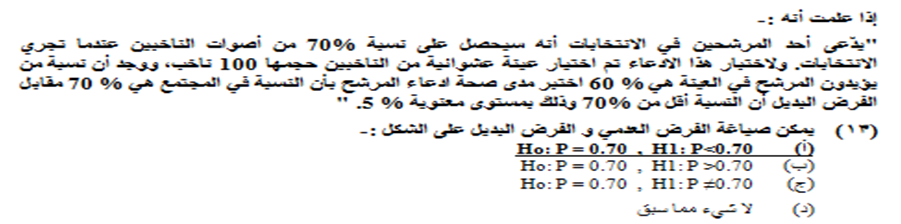 إذا علمت أنه :-
"يدّعى أحد المرشحين في الانتخابات أنه سيحصل على نسبة 70% من أصوات الناخبين عندما تجري
الانتخابات. ولاختبار هذا الادعاء تم اختيار عينة عشوائية من الناخبين حجمها 100 ناخب، ووجد أن نسبة من
يؤيدون المرشح في العينة هي % 60 اختبر مدى صحة ادعاء المرشح بأن النسبة في المجتمع هي % 70 مقابل
الفرض البديل أن النسبة أقل من %70 وذلك بمستوى معنوية % 5. "
(١٣) يمكن صياغة الفرض العدمي و الفرض البديل على الشكل :-
(أ) Ho: P = 0.70 , H1: P<0.70
(ب) Ho: P = 0.70 , H1: P >0.70
(ج) Ho: P = 0.70 , H1: P ≠0.70
(د) لا شيء مما سبق